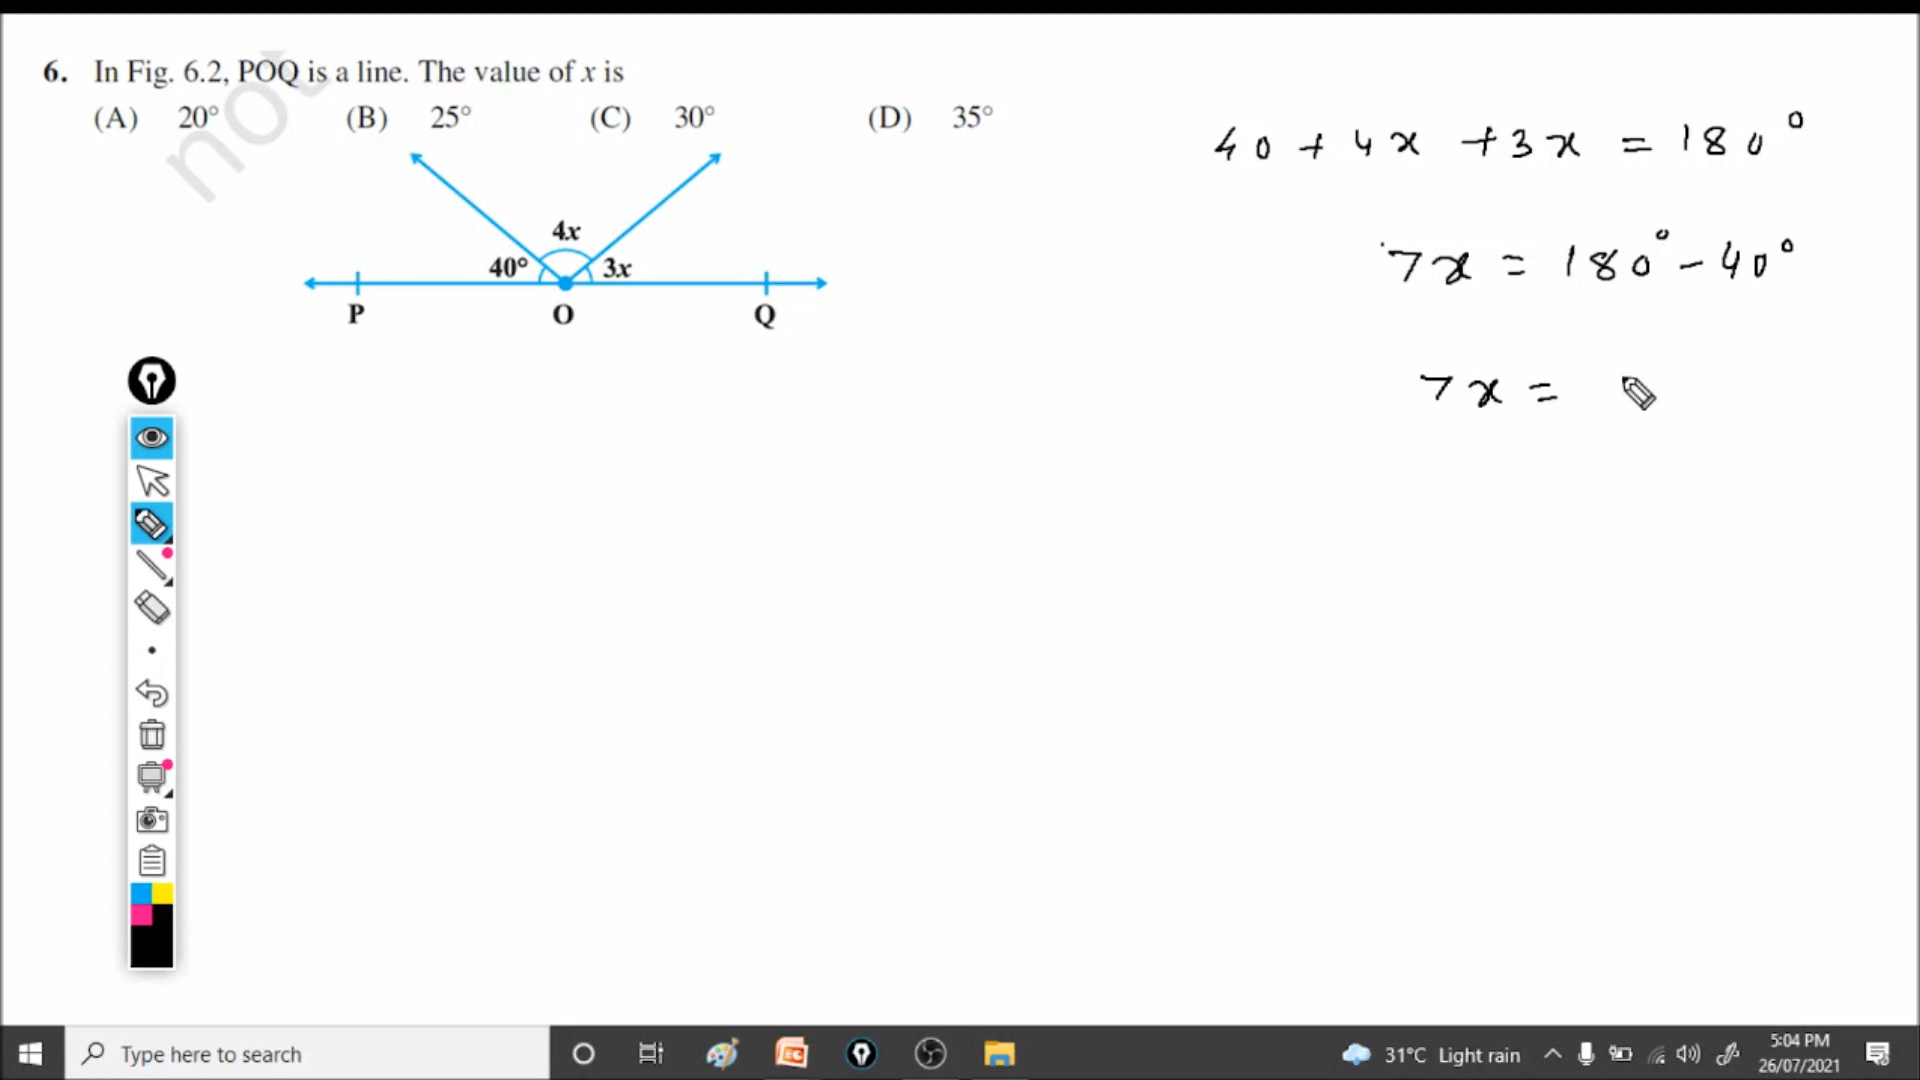 6. In Fig. 6.2, POQ is a line. The value of x is
(A) 20° (B) 25° (C) 30° (D) 35°
not
4x
40° 3x
P O Q
40 + 4x + 3x = 180°
7x = 180° - 40°
7x =
Type here to search
31°C Light rain
5:04 PM
26/07/2021